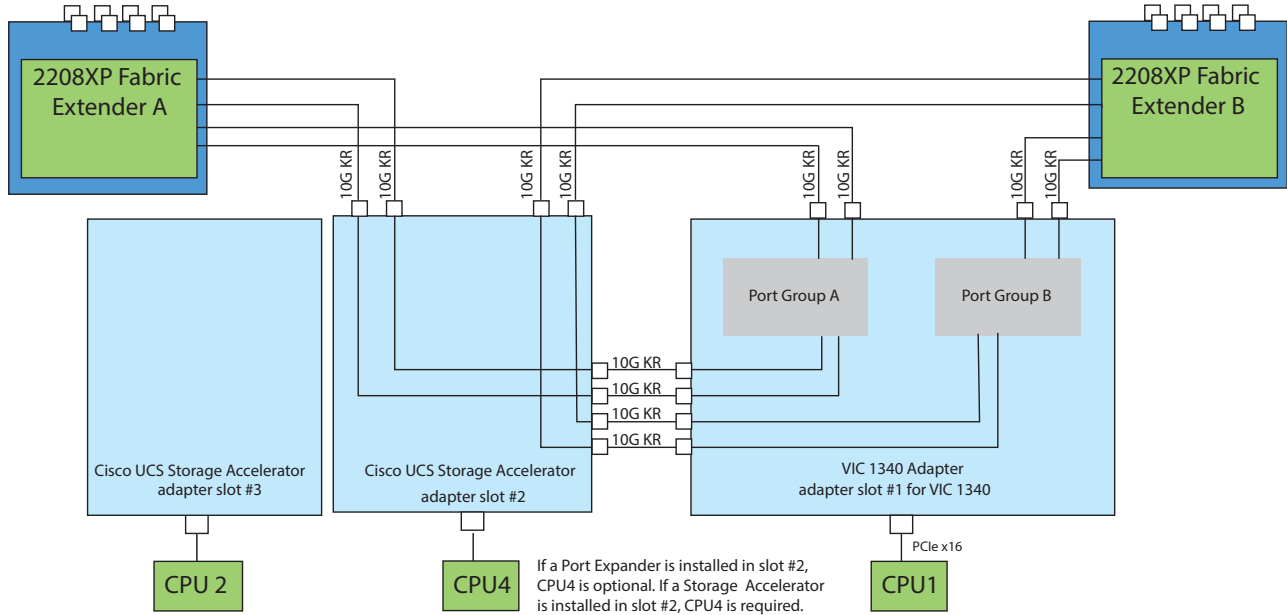 2208XP Fabric
Extender A
2208XP Fabric
Extender B
10G KR
10G KR
10G KR
10G KR
10G KR
10G KR
10G KR
10G KR
Port Group A
Port Group B
10G KR
10G KR
10G KR
10G KR
Cisco UCS Storage Accelerator
adapter slot #3
Cisco UCS Storage Accelerator
adapter slot #2
VIC 1340 Adapter
adapter slot #1 for VIC 1340
PCIe x16
CPU 2
CPU4
If a Port Expander is installed in slot #2,
CPU4 is optional. If a Storage Accelerator
is installed in slot #2, CPU4 is required.
CPU1